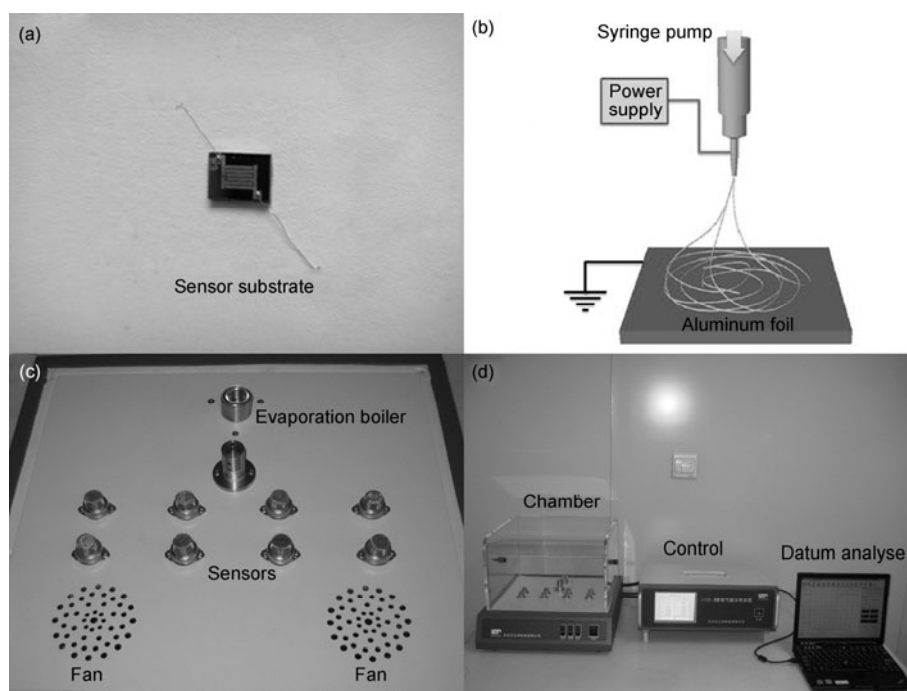 (a)
Sensor substrate
(b)
Syringe pump
Power
supply
Aluminum foil
(c)
Evaporation boiler
Sensors
Fan
Fan
(d)
Chamber
Control
Datum analyse